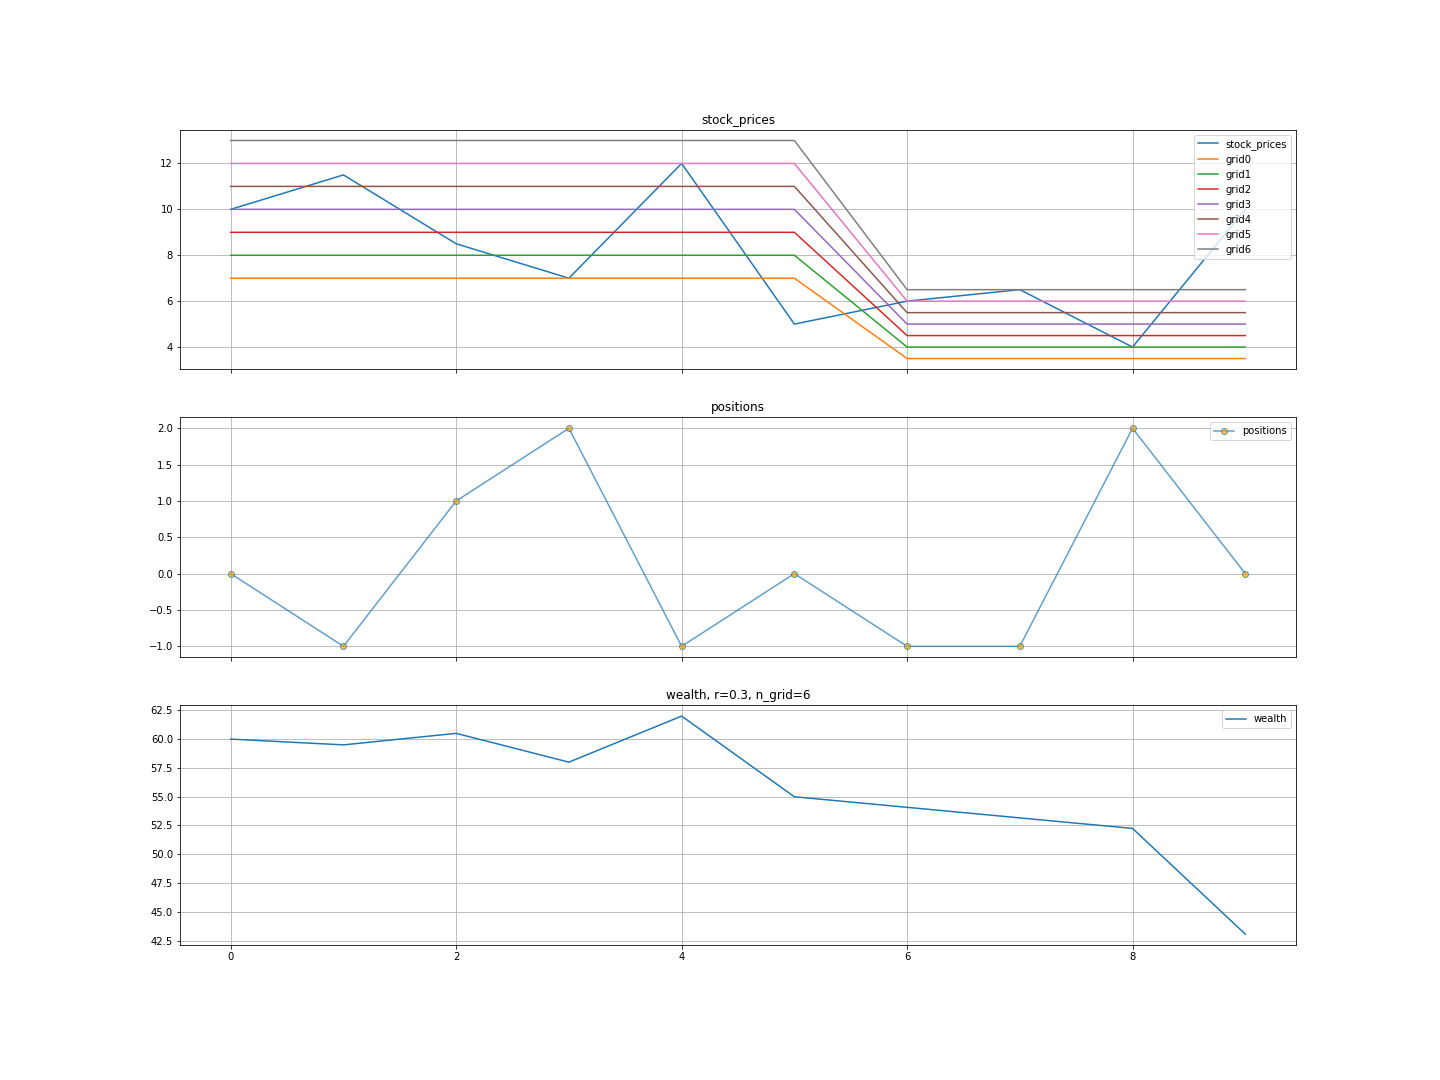 stock_prices
12
10
8
6
4
stock_prices
grid0
grid1
grid2
grid3
grid4
grid5
grid6
positions
2.0
1.5
1.0
0.5
0.0
−0.5
−1.0
positions
wealth, r=0.3, n_grid=6
62.5
60.0
57.5
55.0
52.5
50.0
47.5
45.0
42.5
wealth
0 2 4 6 8